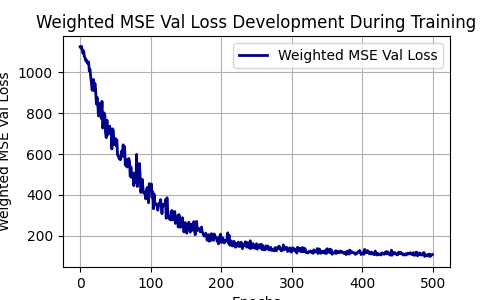 Weighted MSE Val Loss Development During Training
Weighted MSE Val Loss
Weighted MSE Val Loss
1000
800
600
400
200
0 100 200 300 400 500
Epochs